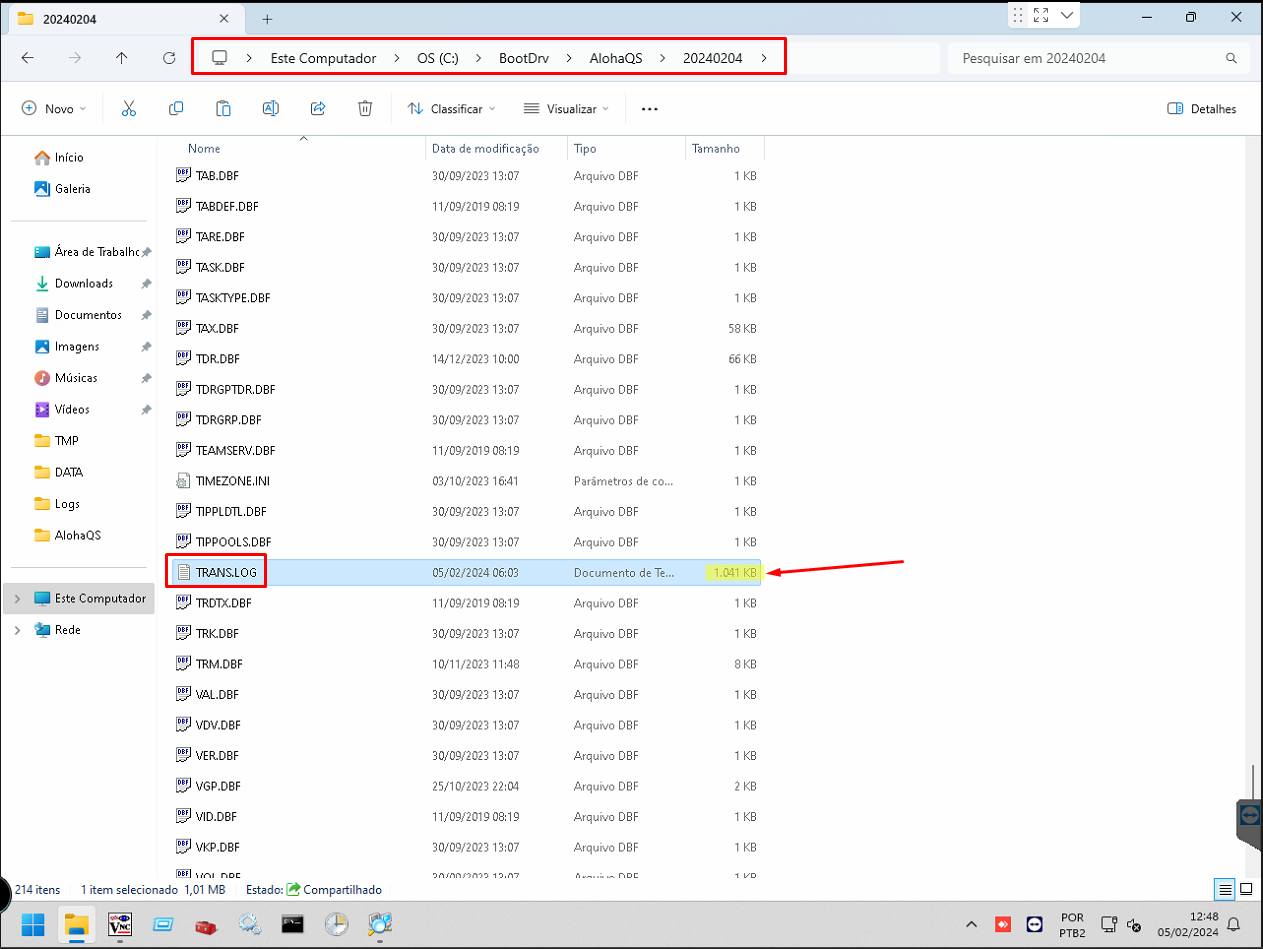 20240204
Este Computador OS (C:) BootDrv AlohaQS 20240204
Pesquisar em 20240204
Novo
Classificar
Visualizar
Detalhes
Nome Data de modificação Tipo Tamanho
Início
Galeria
Área de Trabalho
Downloads
Documentos
Imagens
Músicas
Vídeos
TMP
DATA
Logs
AlohaQS
Este Computador
Rede
TAB.DBF 30/09/2023 13:07 Arquivo DBF 1 KB
TABDEF.DBF 11/09/2019 08:19 Arquivo DBF 1 KB
TARE.DBF 30/09/2023 13:07 Arquivo DBF 1 KB
TASK.DBF 30/09/2023 13:07 Arquivo DBF 1 KB
TASKTYPE.DBF 30/09/2023 13:07 Arquivo DBF 1 KB
TAX.DBF 30/09/2023 13:07 Arquivo DBF 58 KB
TDR.DBF 14/12/2023 10:00 Arquivo DBF 66 KB
TDRGPTDR.DBF 30/09/2023 13:07 Arquivo DBF 1 KB
TDRGRP.DBF 30/09/2023 13:07 Arquivo DBF 1 KB
TEAMSERV.DBF 11/09/2019 08:19 Arquivo DBF 1 KB
TIMEZONE.INI 03/10/2023 16:41 Parâmetros de co... 1 KB
TIPPLDTL.DBF 30/09/2023 13:07 Arquivo DBF 1 KB
TIPPOOLS.DBF 30/09/2023 13:07 Arquivo DBF 1 KB
TRANS.LOG 05/02/2024 06:03 Documento de Te... 1.041 KB
TRDTX.DBF 11/09/2019 08:19 Arquivo DBF 1 KB
TRK.DBF 30/09/2023 13:07 Arquivo DBF 1 KB
TRM.DBF 10/11/2023 11:48 Arquivo DBF 8 KB
VAL.DBF 30/09/2023 13:07 Arquivo DBF 1 KB
VDV.DBF 30/09/2023 13:07 Arquivo DBF 1 KB
VER.DBF 30/09/2023 13:07 Arquivo DBF 1 KB
VGP.DBF 25/10/2023 22:04 Arquivo DBF 2 KB
VID.DBF 11/09/2019 08:19 Arquivo DBF 1 KB
VKP.DBF 30/09/2023 13:07 Arquivo DBF 1 KB
VOL.DBF 30/09/2023 13:07 Arquivo DBF 1 KB
214 itens 1 item selecionado 1,01 MB Estado: Compartilhado
VNC
POR
PTB2
12:48
05/02/2024